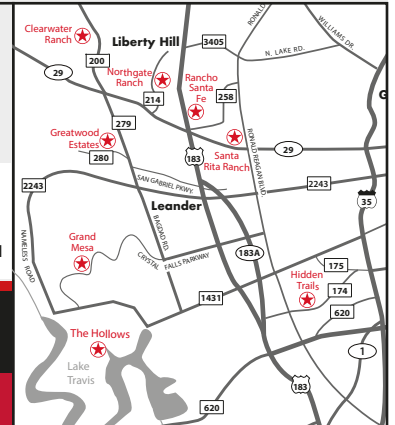 Clearwater
Ranch
Liberty Hill
3405
RONALD
WILLIAMS DR.
N. LAKE RD.
200
29
Northgate
Ranch
214
Rancho
Santa
Fe
258
G
279
Greatwood
Estates
280
183
Santa
Rita Ranch
RONALD REAGAN BLVD.
29
2243
SAN GABRIEL PKWY.
2243
35
Leander
NAMELESS ROAD
BAGDAD RD.
Grand
Mesa
CRYSTAL FALLS PARKWAY
183A
175
Hidden
Trails
174
1431
620
The Hollows
1
Lake
Travis
183
620